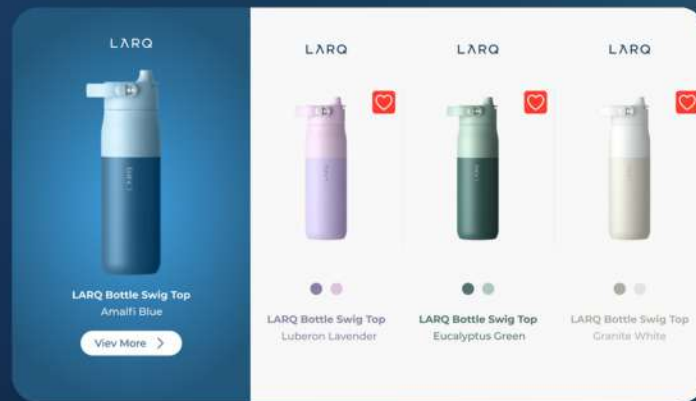 LARQ
LARQ Bottle Swig Top
Amalfi Blue
Viev More
LARQ
LARQ Bottle Swig Top
Luberon Lavender
LARQ
LARQ Bottle Swig Top
Eucalyptus Green
LARQ
LARQ Bottle Swig Top
Granite White